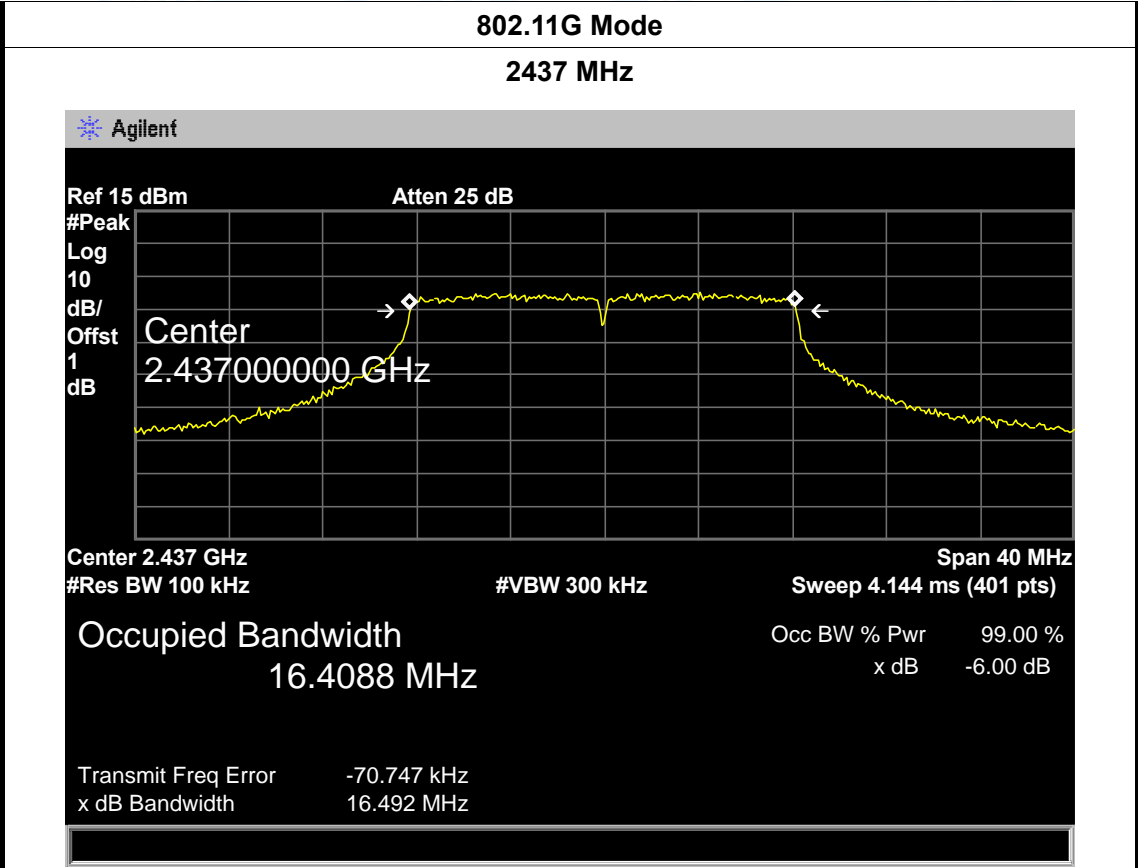 802.11G Mode
2437 MHz
Agilent
Ref 15 dBm Atten 25 dB
#Peak
Log
10
dB/
Offst
1
dB
Center
2.437000000 GHz
Center 2.437 GHz Span 40 MHz
#Res BW 100 kHz #VBW 300 kHz Sweep 4.144 ms (401 pts)
Occupied Bandwidth Occ BW % Pwr 99.00 %
16.4088 MHz x dB -6.00 dB
Transmit Freq Error -70.747 kHz
x dB Bandwidth 16.492 MHz